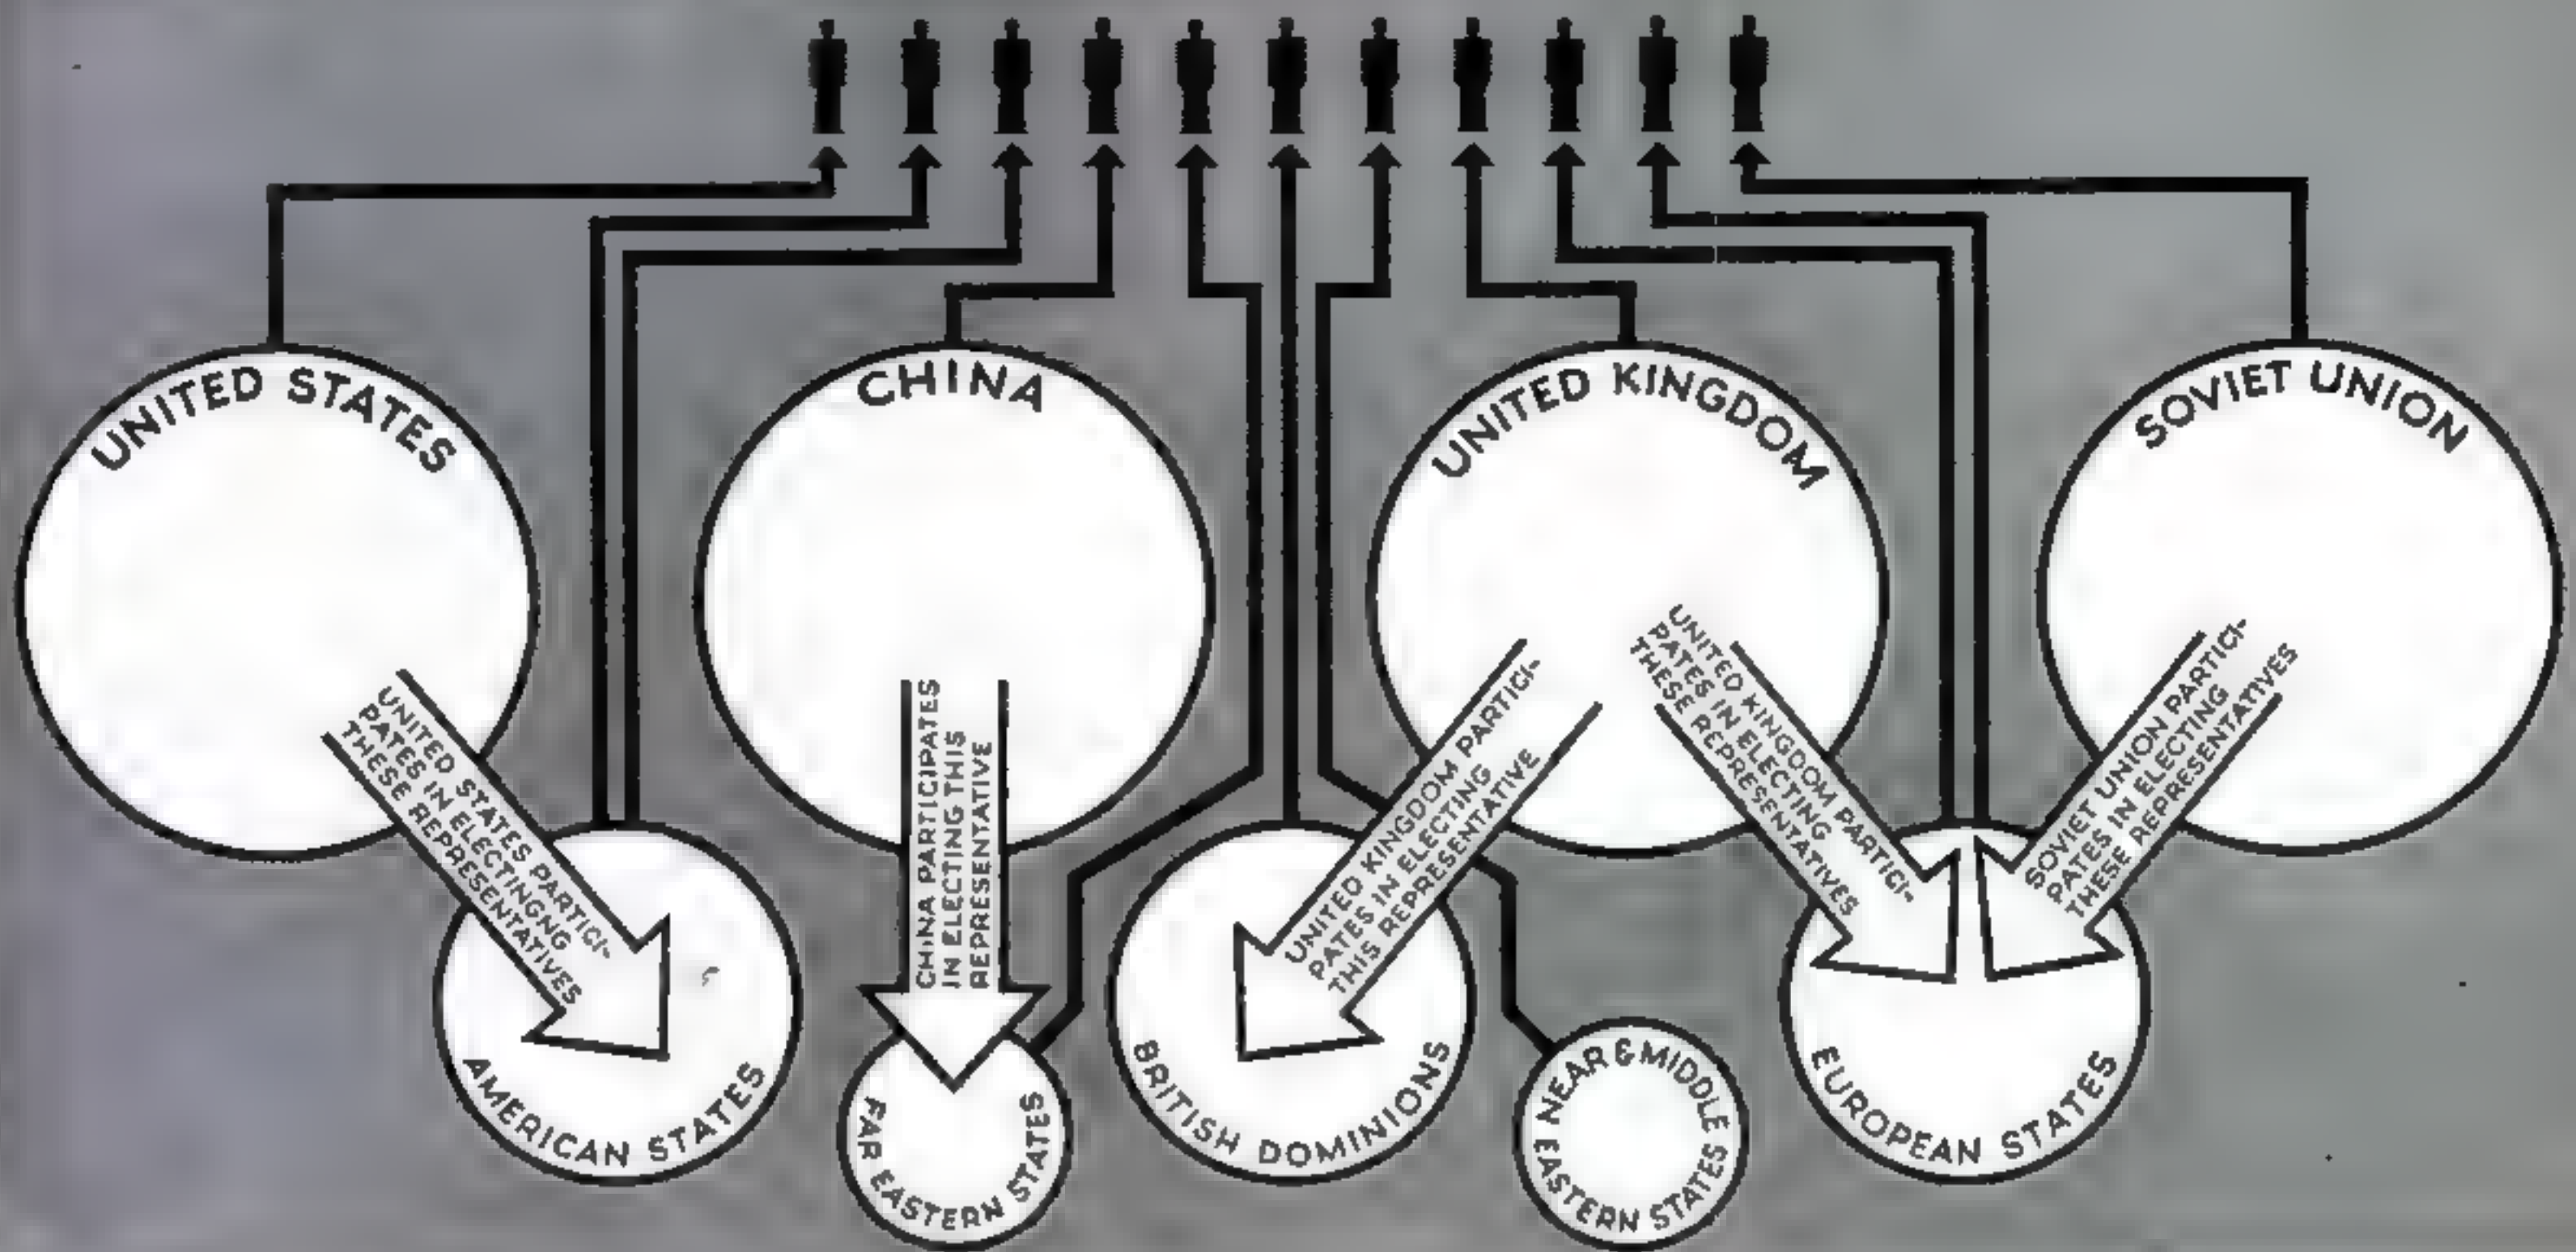 UNITED STATES
CHINA
UNITED KINGDOM
SOVIET UNION
UNITED STATES PARTICI-
PATES IN ELECTINGNG
THESE REPRESENTATIVES
CHINA PARTICIPATES
IN ELECTING THIS
REPRESENTATIVE
UNITED KINGDOM PARTICI-
PATES IN ELECTING
THIS REPRESENTATIVE
UNITED KINGDOM PARTICI-
PATES IN ELECTING
THESE REPRESENTATIVES
SOVIET UNION PARTICI-
PATES IN ELECTING
THESE REPRESENTATIVES
AMERICAN STATES
FAR EASTERN STATES
BRITISH DOMINIONS
NEAR & MIDDLE
EASTERN STATES
EUROPEAN STATES